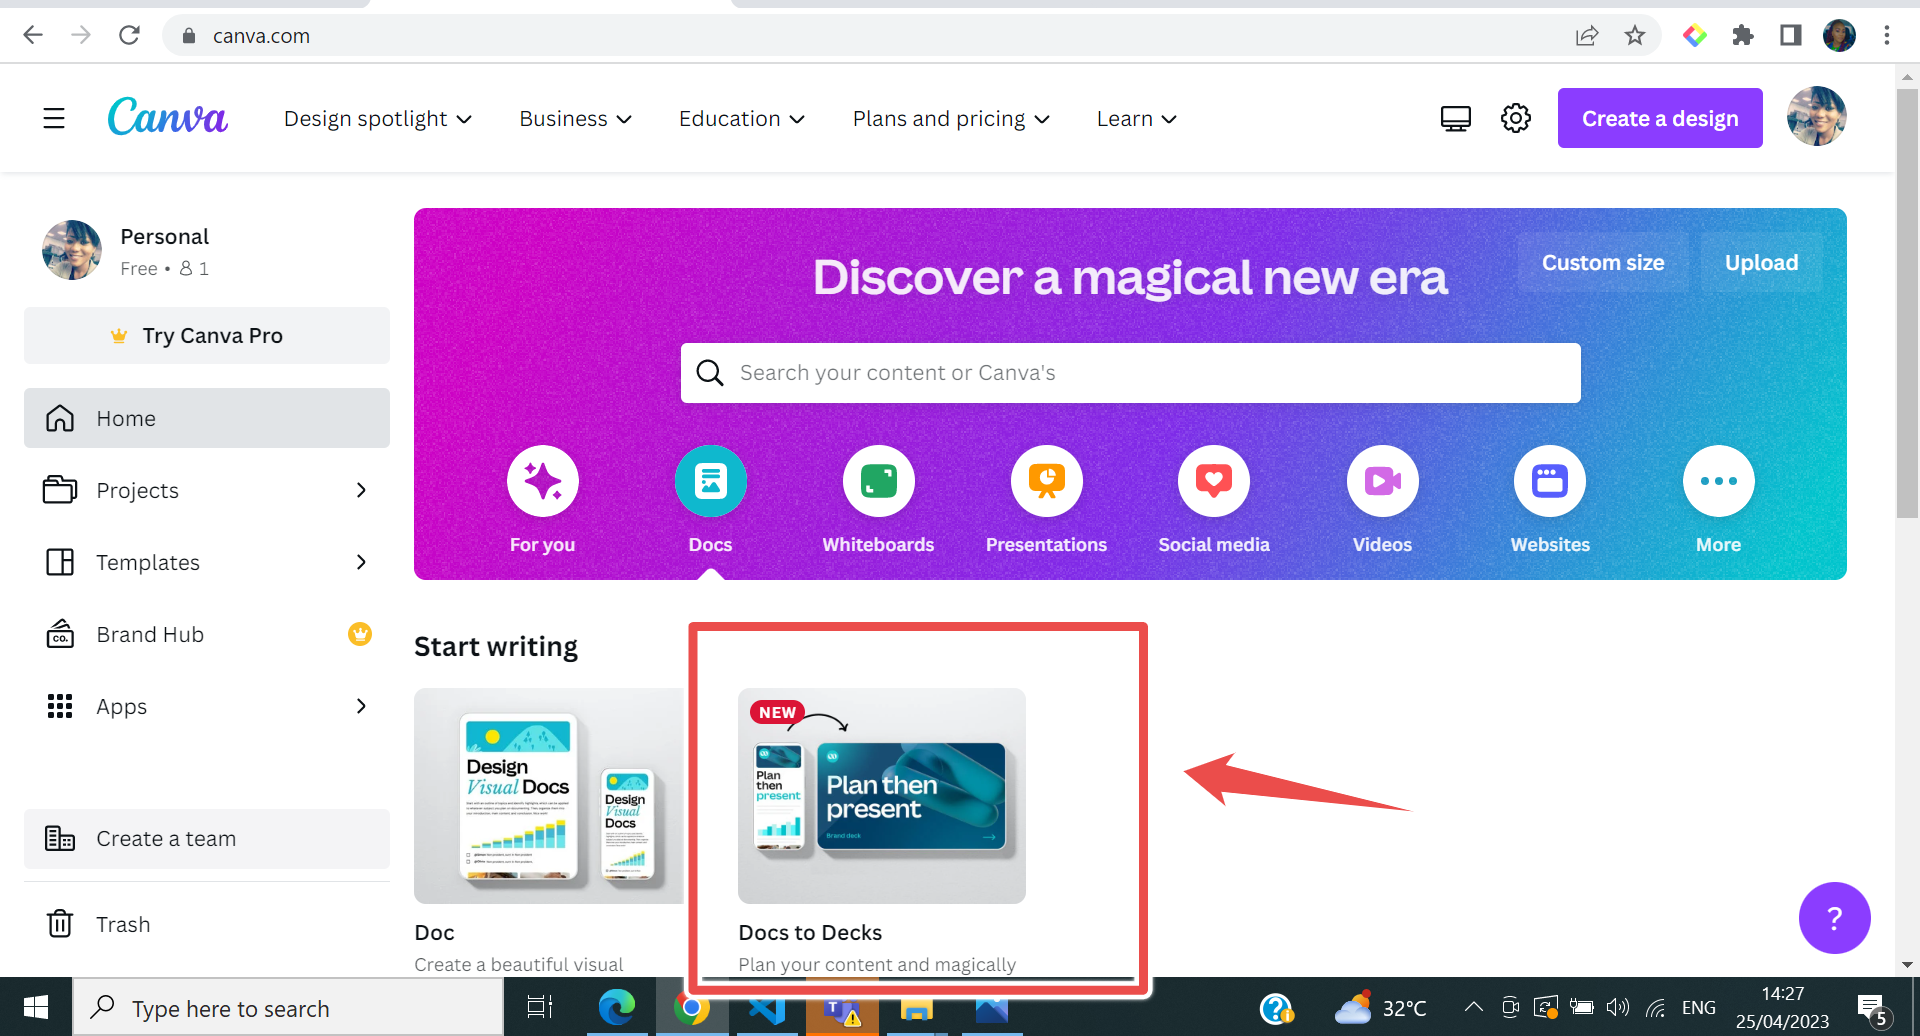 canva.com
Canva
Design spotlight
Business
Education
Plans and pricing
Learn
Create a design
Personal
Free • 1
Try Canva Pro
Home
Projects
Templates
Brand Hub
CO.
Apps
Create a team
Trash
Discover a magical new era
Custom size
Upload
Search your content or Canva's
For you
Docs
Whiteboards
Presentations
Social media
Videos
Websites
More
Start writing
Design
Visual Docs
Design
Visual
Docs
Doc
Create a beautiful visual
NEW
Plan
then
present
Plan then
present
Brand deck
Docs to Decks
Plan your content and magically
?
Type here to search
T
32°C
ENG
14:27
25/04/2023
5